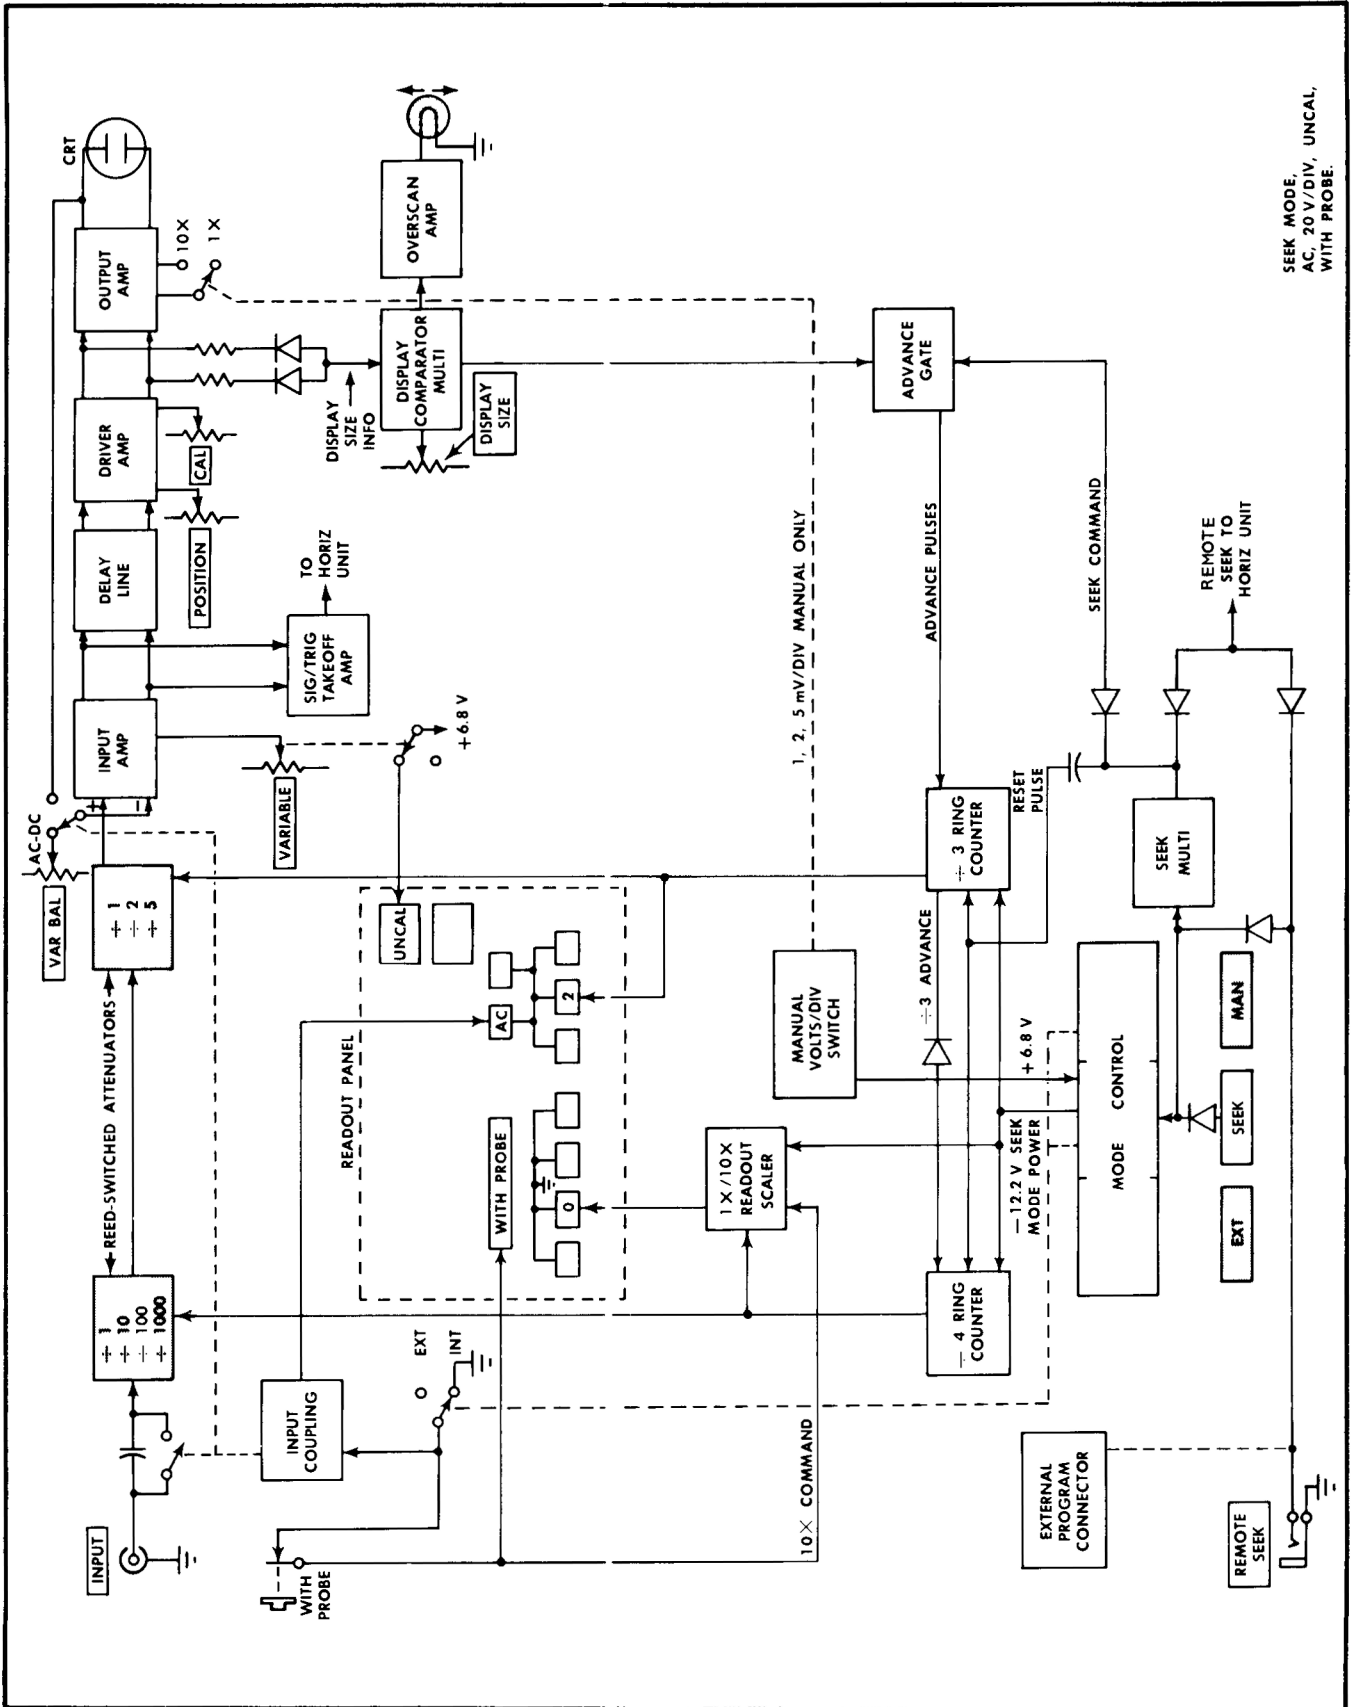 INPUT
÷ 1
÷ 10
÷ 100
÷ 1000
REED-SWITCHED ATTENUATORS
÷ 1
÷ 2
÷ 5
VAR BAL
AC-DC
+
−
INPUT
AMP
DELAY
LINE
DRIVER
AMP
OUTPUT
AMP
CRT
10X
1X
POSITION
CAL
VARIABLE
+6.8 V
SIG/TRIG
TAKEOFF
AMP
TO
HORIZ
UNIT
DISPLAY
SIZE
INFO
DISPLAY
COMPARATOR
MULTI
DISPLAY
SIZE
OVERSCAN
AMP
WITH
PROBE
INPUT
COUPLING
EXT
INT
READOUT PANEL
WITH PROBE
0
AC
2
UNCAL
1, 2, 5 mV/DIV MANUAL ONLY
10X COMMAND
1X/10X
READOUT
SCALER
MANUAL
VOLTS/DIV
SWITCH
÷ 4 RING
COUNTER
÷3 ADVANCE
÷ 3 RING
COUNTER
ADVANCE PULSES
ADVANCE
GATE
RESET
PULSE
SEEK COMMAND
−12.2 V SEEK
MODE POWER
+6.8 V
MODE CONTROL
EXT
SEEK
MAN
SEEK
MULTI
REMOTE
SEEK TO
HORIZ UNIT
EXTERNAL
PROGRAM
CONNECTOR
REMOTE
SEEK
SEEK MODE,
AC, 20 V/DIV, UNCAL,
WITH PROBE.